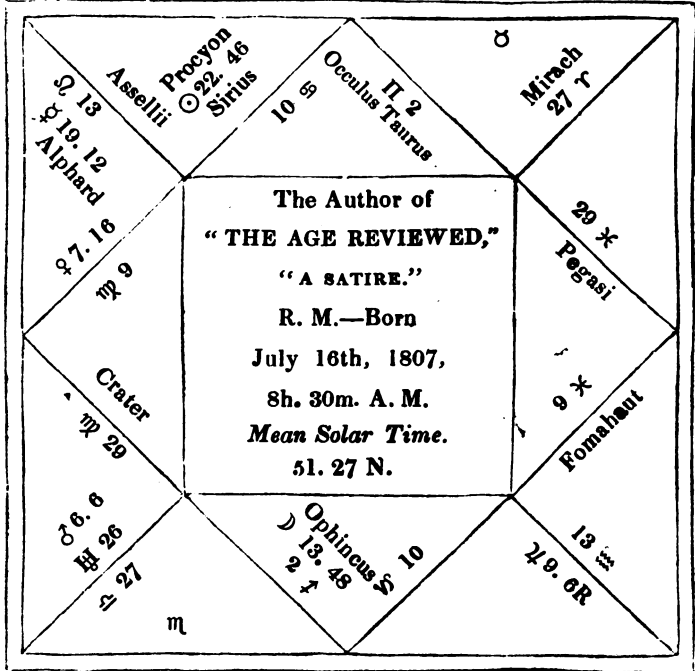 Procyon
☉22. 46
Sirius
Assellii
♌ 13
☿19. 12
Alphard
♀7. 16
♍ 9
10 ♋
Occulus Taurus
♊ 2
♉
Mirach
27 ♈
29 ♓
Pegasi
9 ♓
Fomahaut
13 ♒
♃9. 6R
The Author of
“ THE AGE REVIEWED,”
“A SATIRE.”
R. M.—Born
July 16th, 1807,
8h. 30m. A. M.
Mean Solar Time.
51. 27 N.
Crater
♍ 29
♂6. 6
♅ 26
♎ 27
♏
Ophincus
☽ 13. 48
2 ♐
♑ 10